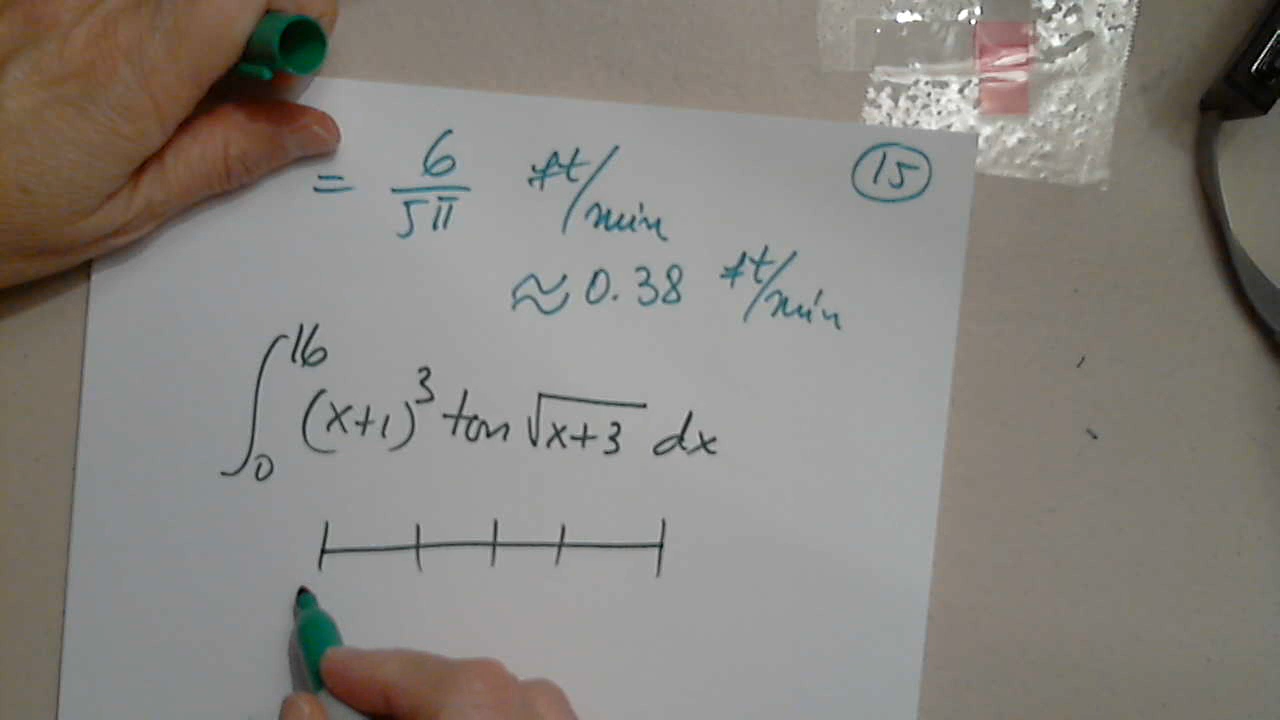 = 6/5π ft/min
⑮
≈ 0.38 ft/min
∫₀¹⁶ (x+1)³ tan √(x+3) dx